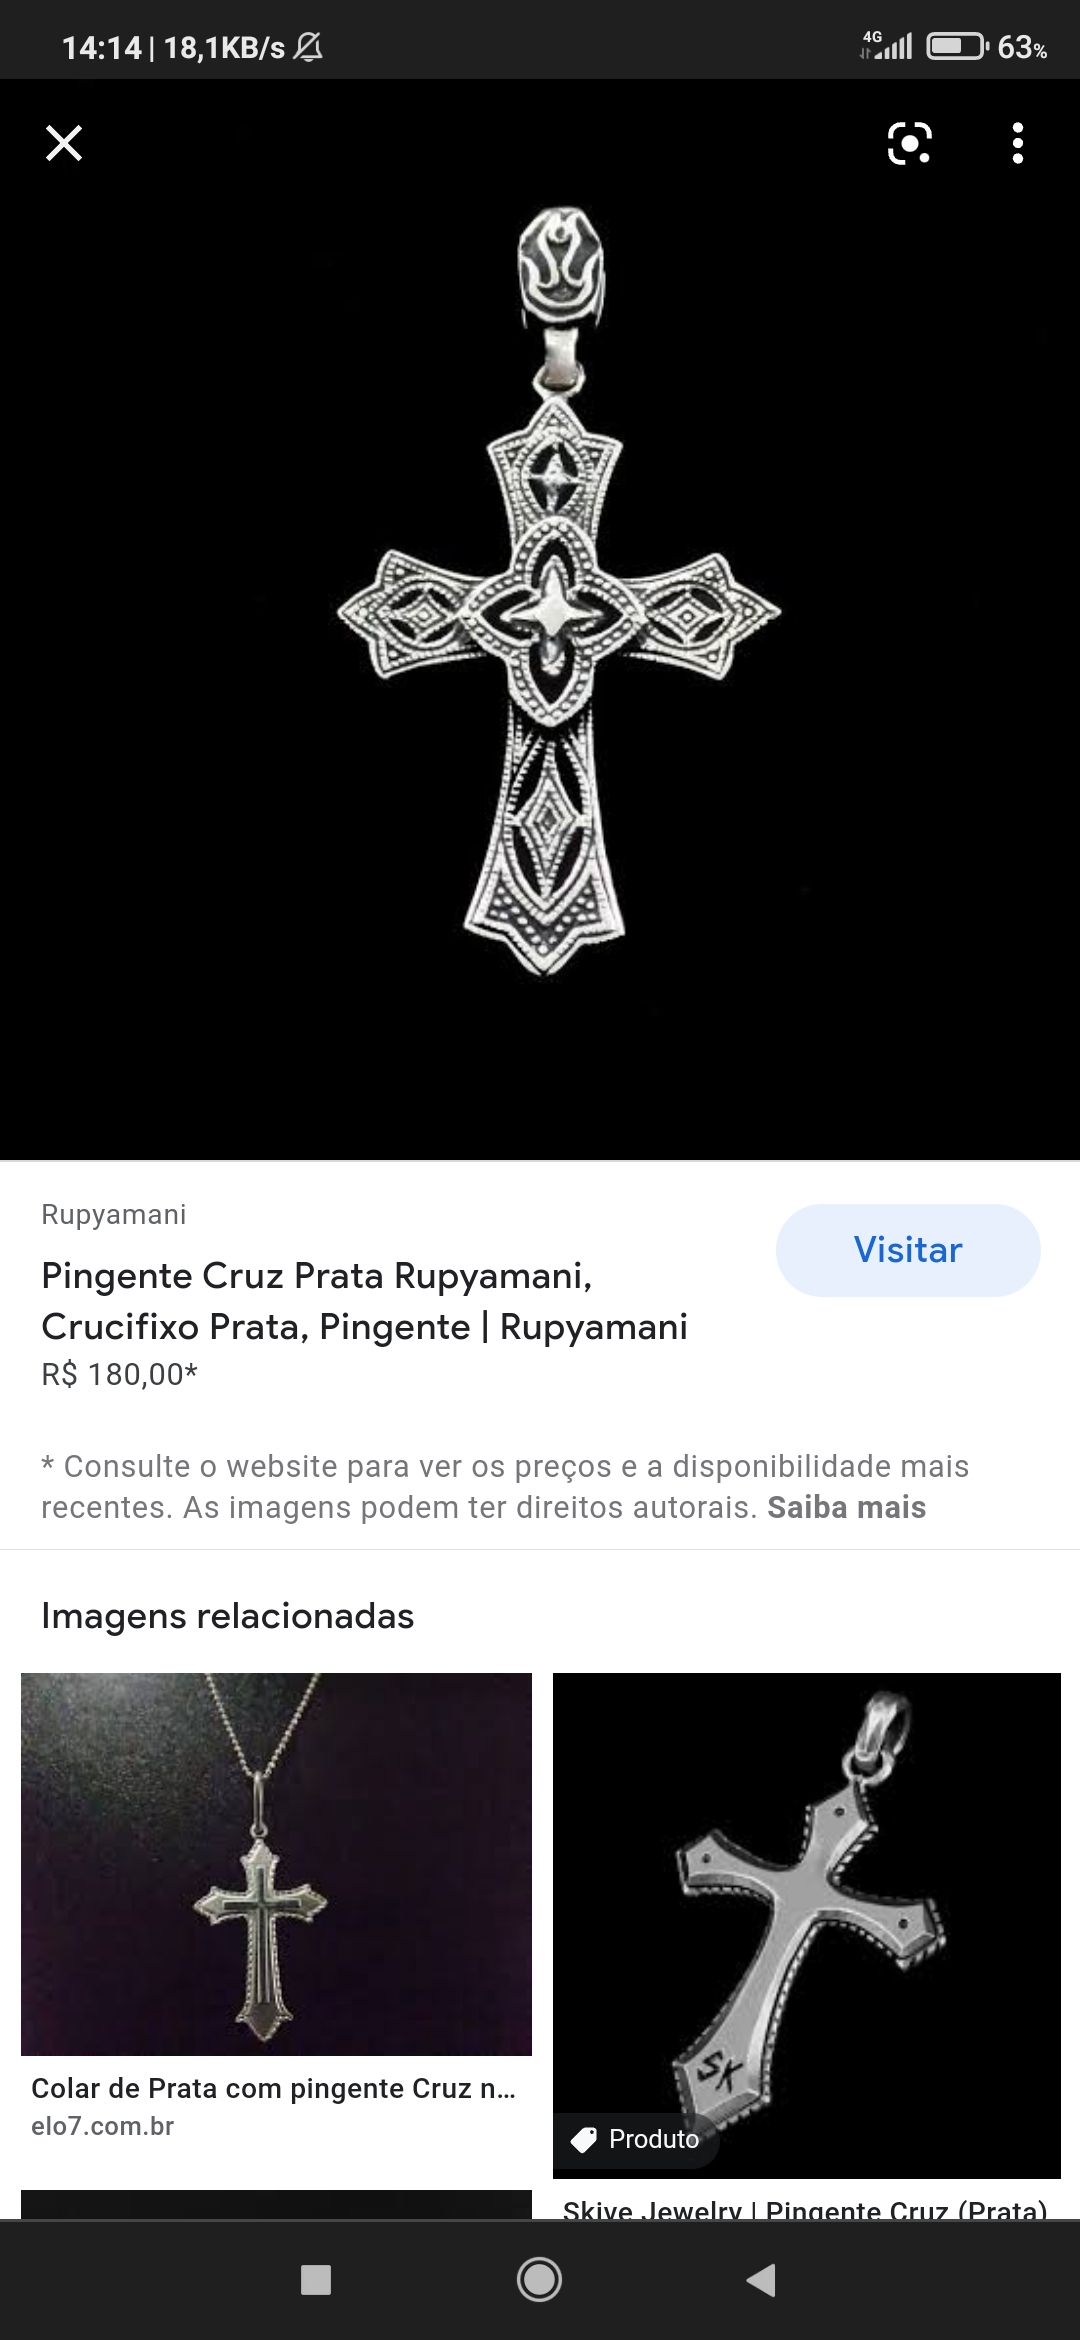 14:14 | 18,1KB/s 4G 63%
Rupyamani
Visitar
Pingente Cruz Prata Rupyamani,
Crucifixo Prata, Pingente | Rupyamani
R$ 180,00*
* Consulte o website para ver os preços e a disponibilidade mais
recentes. As imagens podem ter direitos autorais. Saiba mais
Imagens relacionadas
Colar de Prata com pingente Cruz n...
elo7.com.br
SK
Produto
Skive Jewelry | Pingente Cruz (Prata)